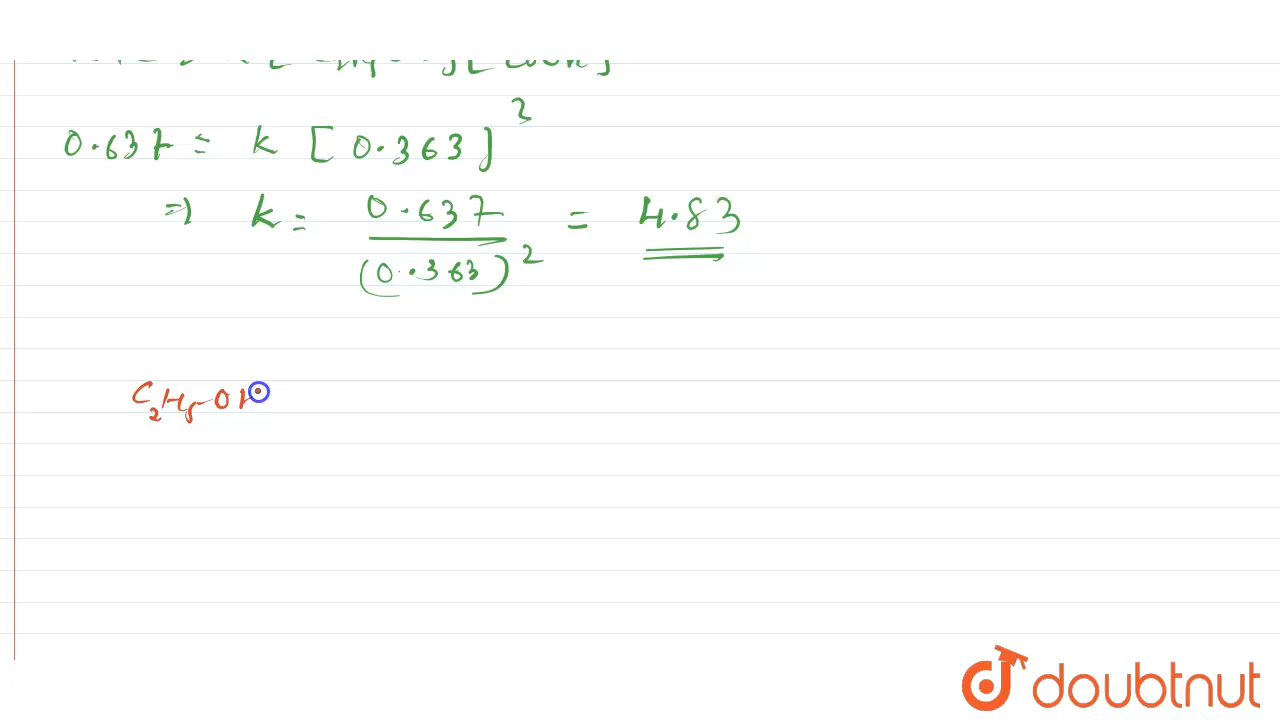 0.637 = k [0.363]²
⇒ k = 0.637 / (0.363)² = 4.83
C₂H₅-OH
doubtnut